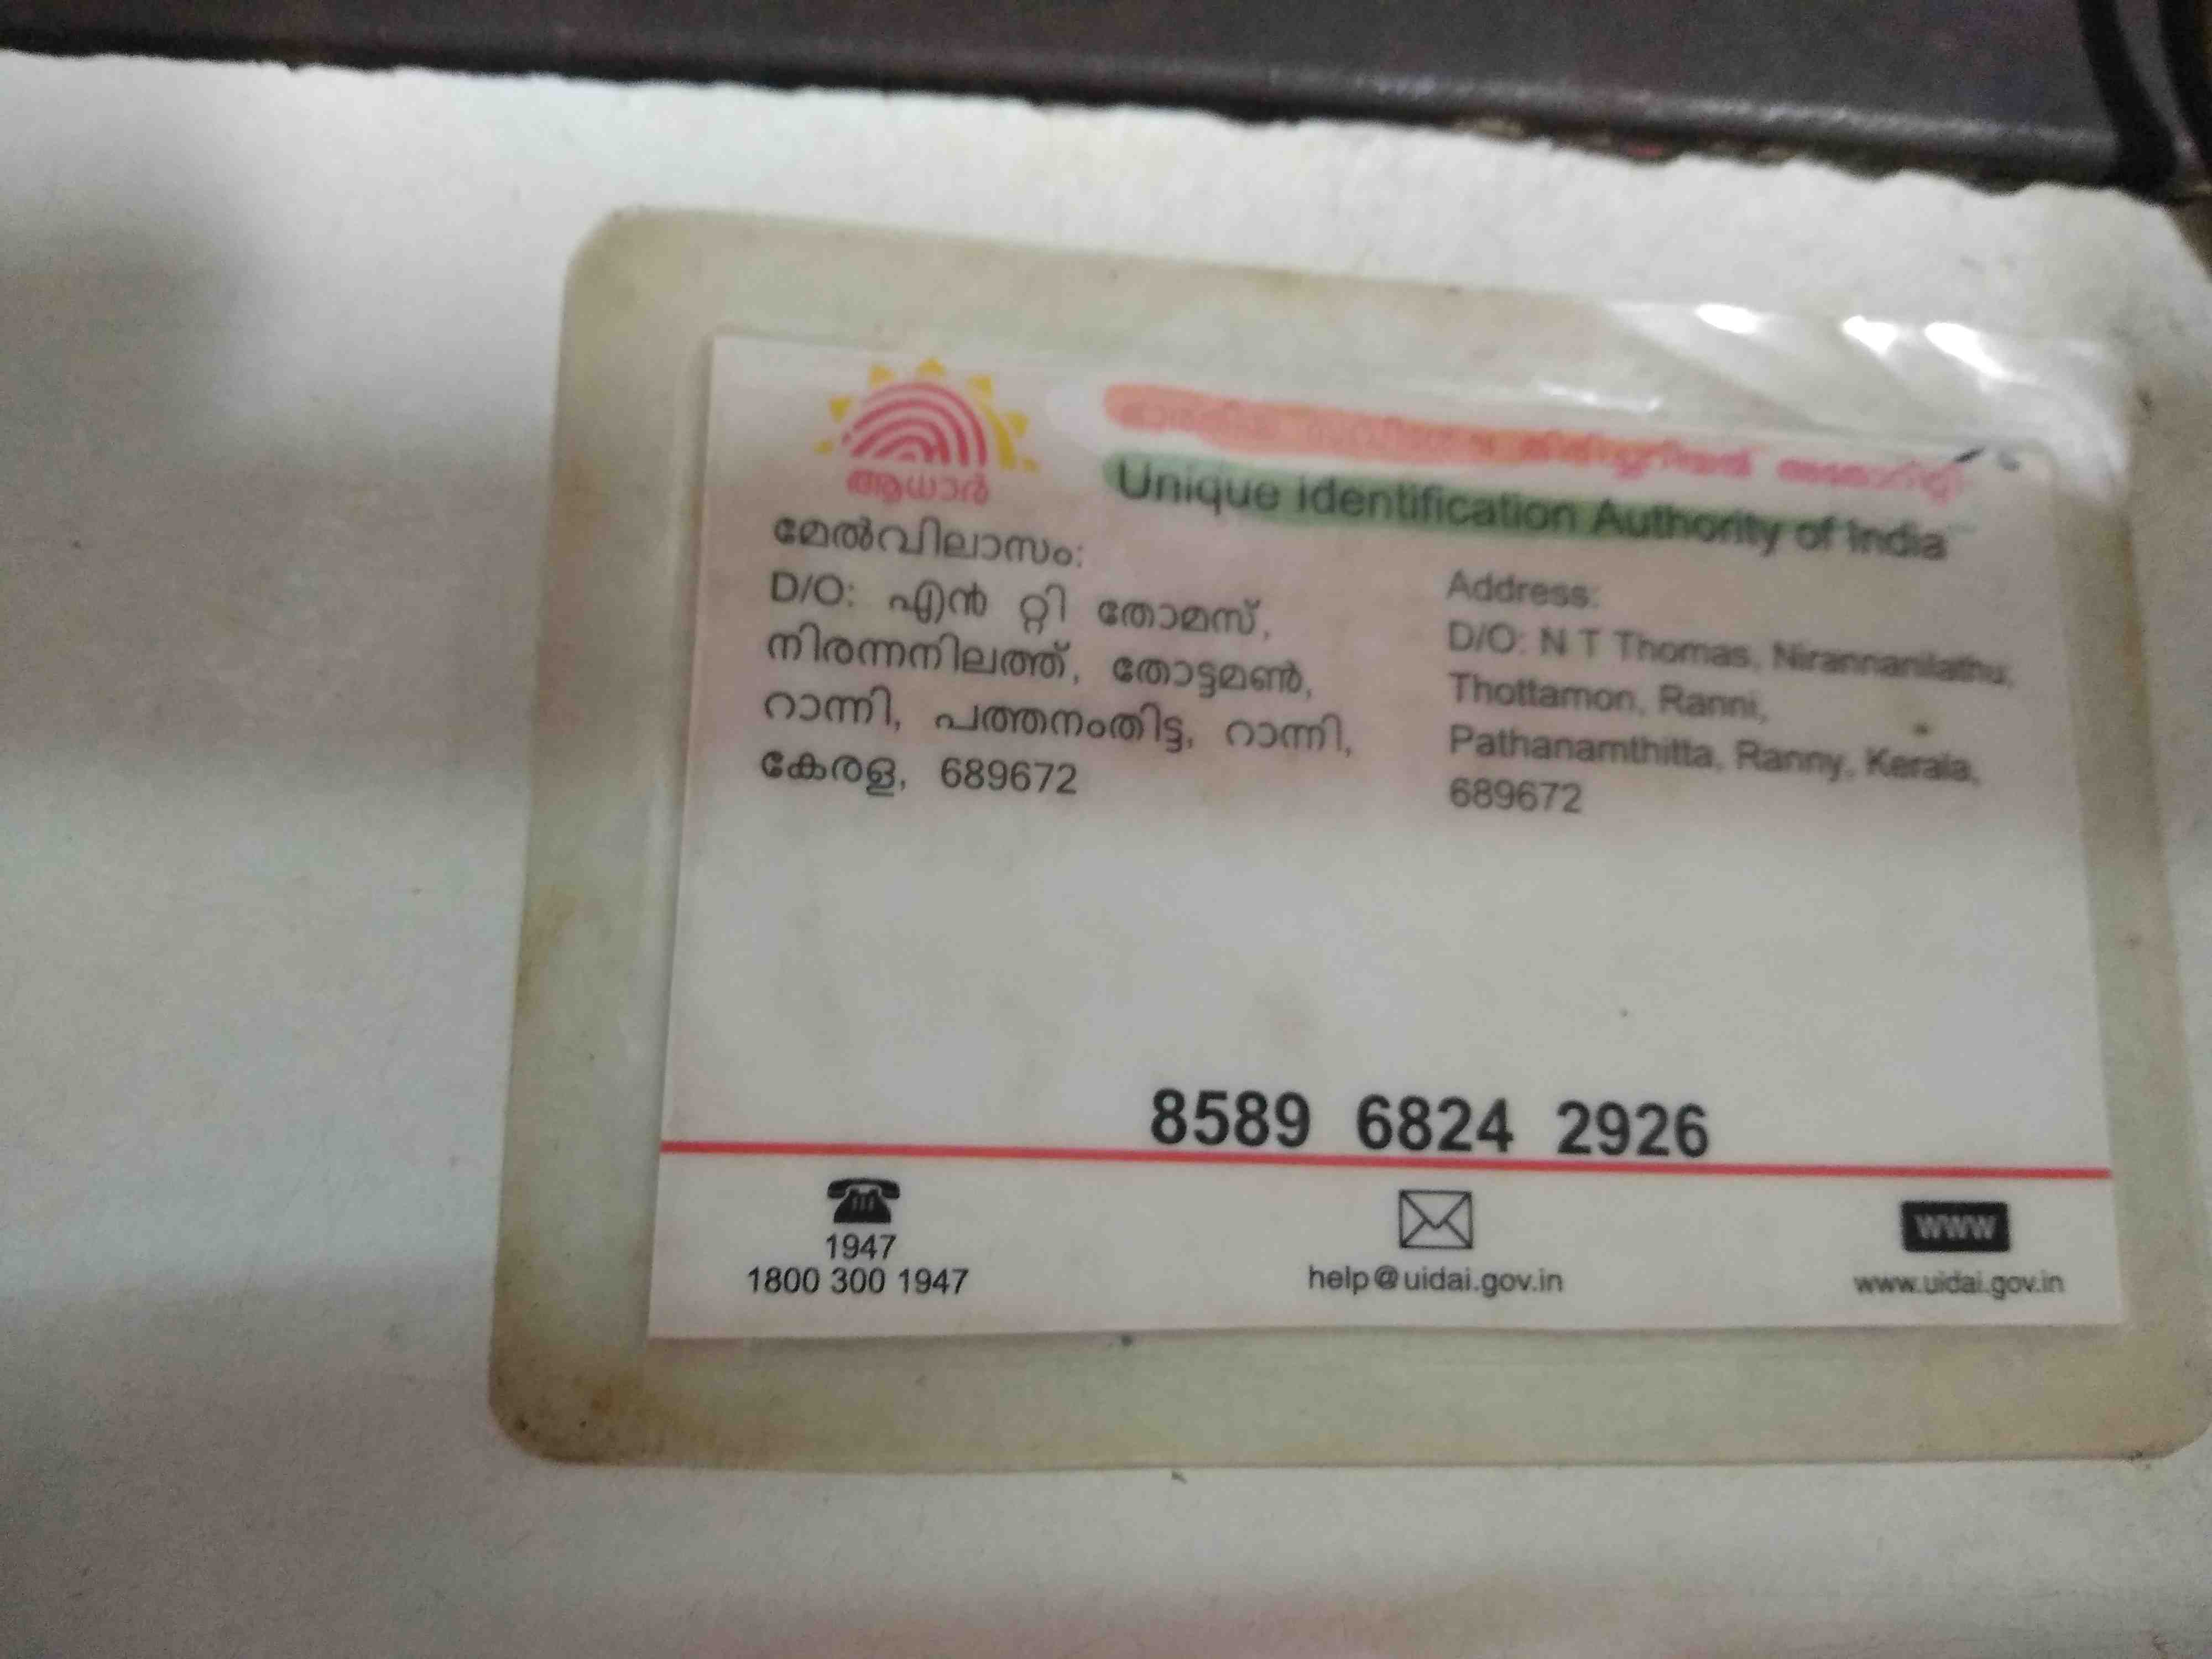 ആധാർ
Unique Identification Authority of India
മേൽവിലാസം:
D/O: എൻ റ്റി തോമസ്,
നിരന്നനിലത്ത്, തോട്ടമൺ,
റാന്നി, പത്തനംതിട്ട, റാന്നി,
കേരള, 689672
Address:
D/O: N T Thomas, Nirannanilathu,
Thottamon, Ranni,
Pathanamthitta, Ranny, Kerala,
689672
8589 6824 2926
1947
1800 300 1947
help@uidai.gov.in
WWW
www.uidai.gov.in